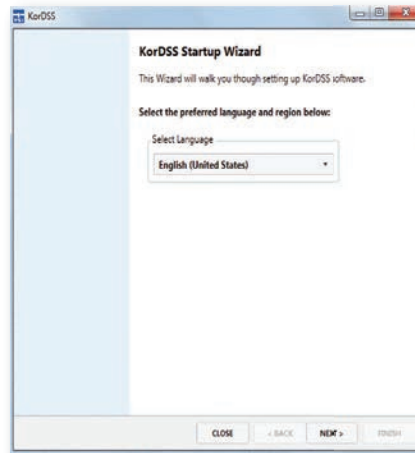 KorDSS
KorDSS Startup Wizard
This Wizard will walk you though setting up KorDSS software.
Select the preferred language and region below:
Select Language
English (United States)
CLOSE
< BACK
NEXT >
FINISH